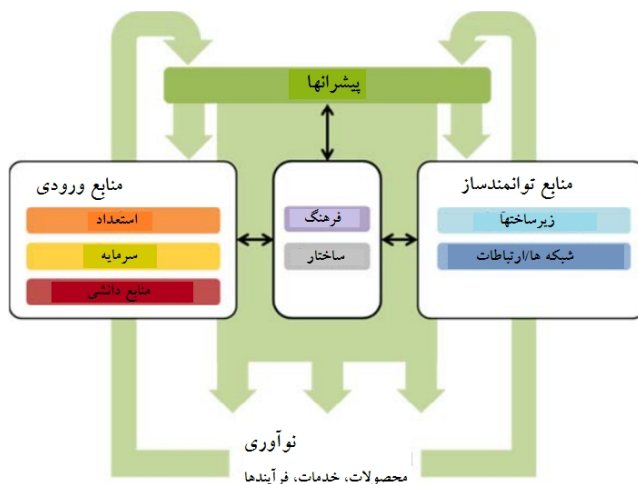 پیشرانها
منابع ورودی
استعداد
سرمایه
منابع دانشی
فرهنگ
ساختار
منابع توانمندساز
زیرساختها
شبکه ها/ارتباطات
نوآوری
محصولات، خدمات، فرآیندها